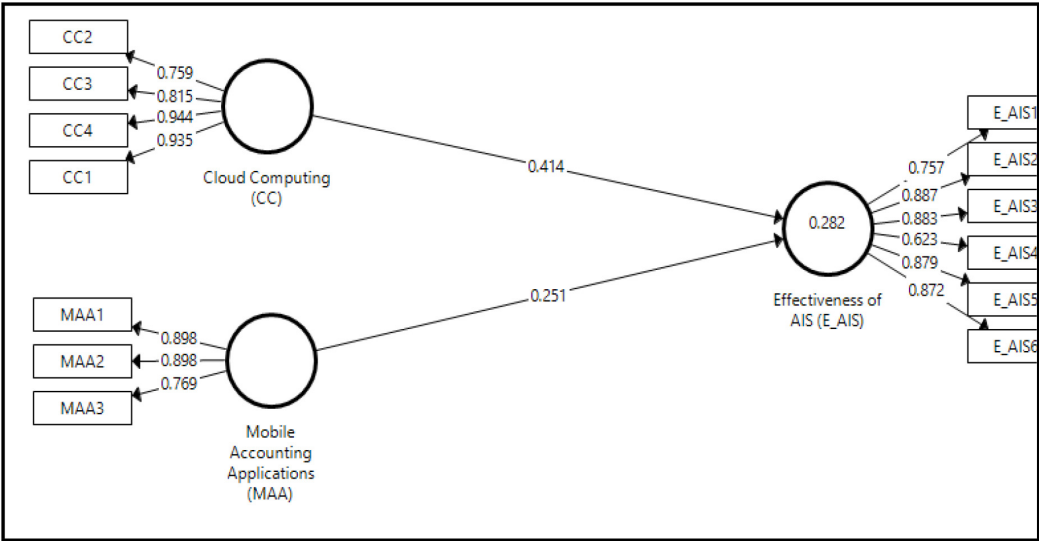 CC2
CC3
CC4
CC1
0.759
0.815
0.944
0.935
Cloud Computing
(CC)
MAA1
MAA2
MAA3
0.898
0.898
0.769
Mobile
Accounting
Applications
(MAA)
0.414
0.251
0.282
Effectiveness of
AIS (E_AIS)
0.757
0.887
0.883
0.623
0.879
0.872
E_AIS1
E_AIS2
E_AIS3
E_AIS4
E_AIS5
E_AIS6